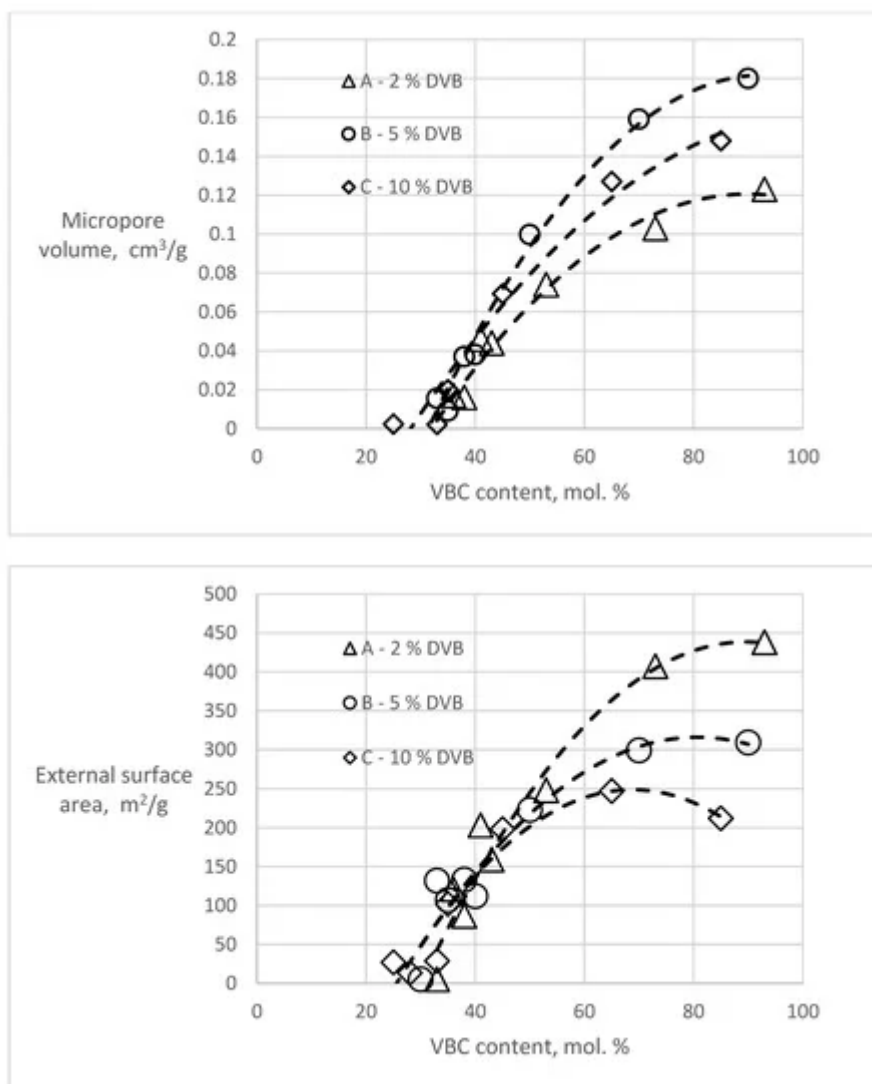 0.2
0.18
0.16
0.14
0.12
0.1
0.08
0.06
0.04
0.02
0
A - 2 % DVB
B - 5 % DVB
C - 10 % DVB
Micropore
volume, cm³/g
0 20 40 60 80 100
VBC content, mol. %
500
450
400
350
300
250
200
150
100
50
0
A - 2 % DVB
B - 5 % DVB
C - 10 % DVB
External surface
area, m²/g
0 20 40 60 80 100
VBC content, mol. %